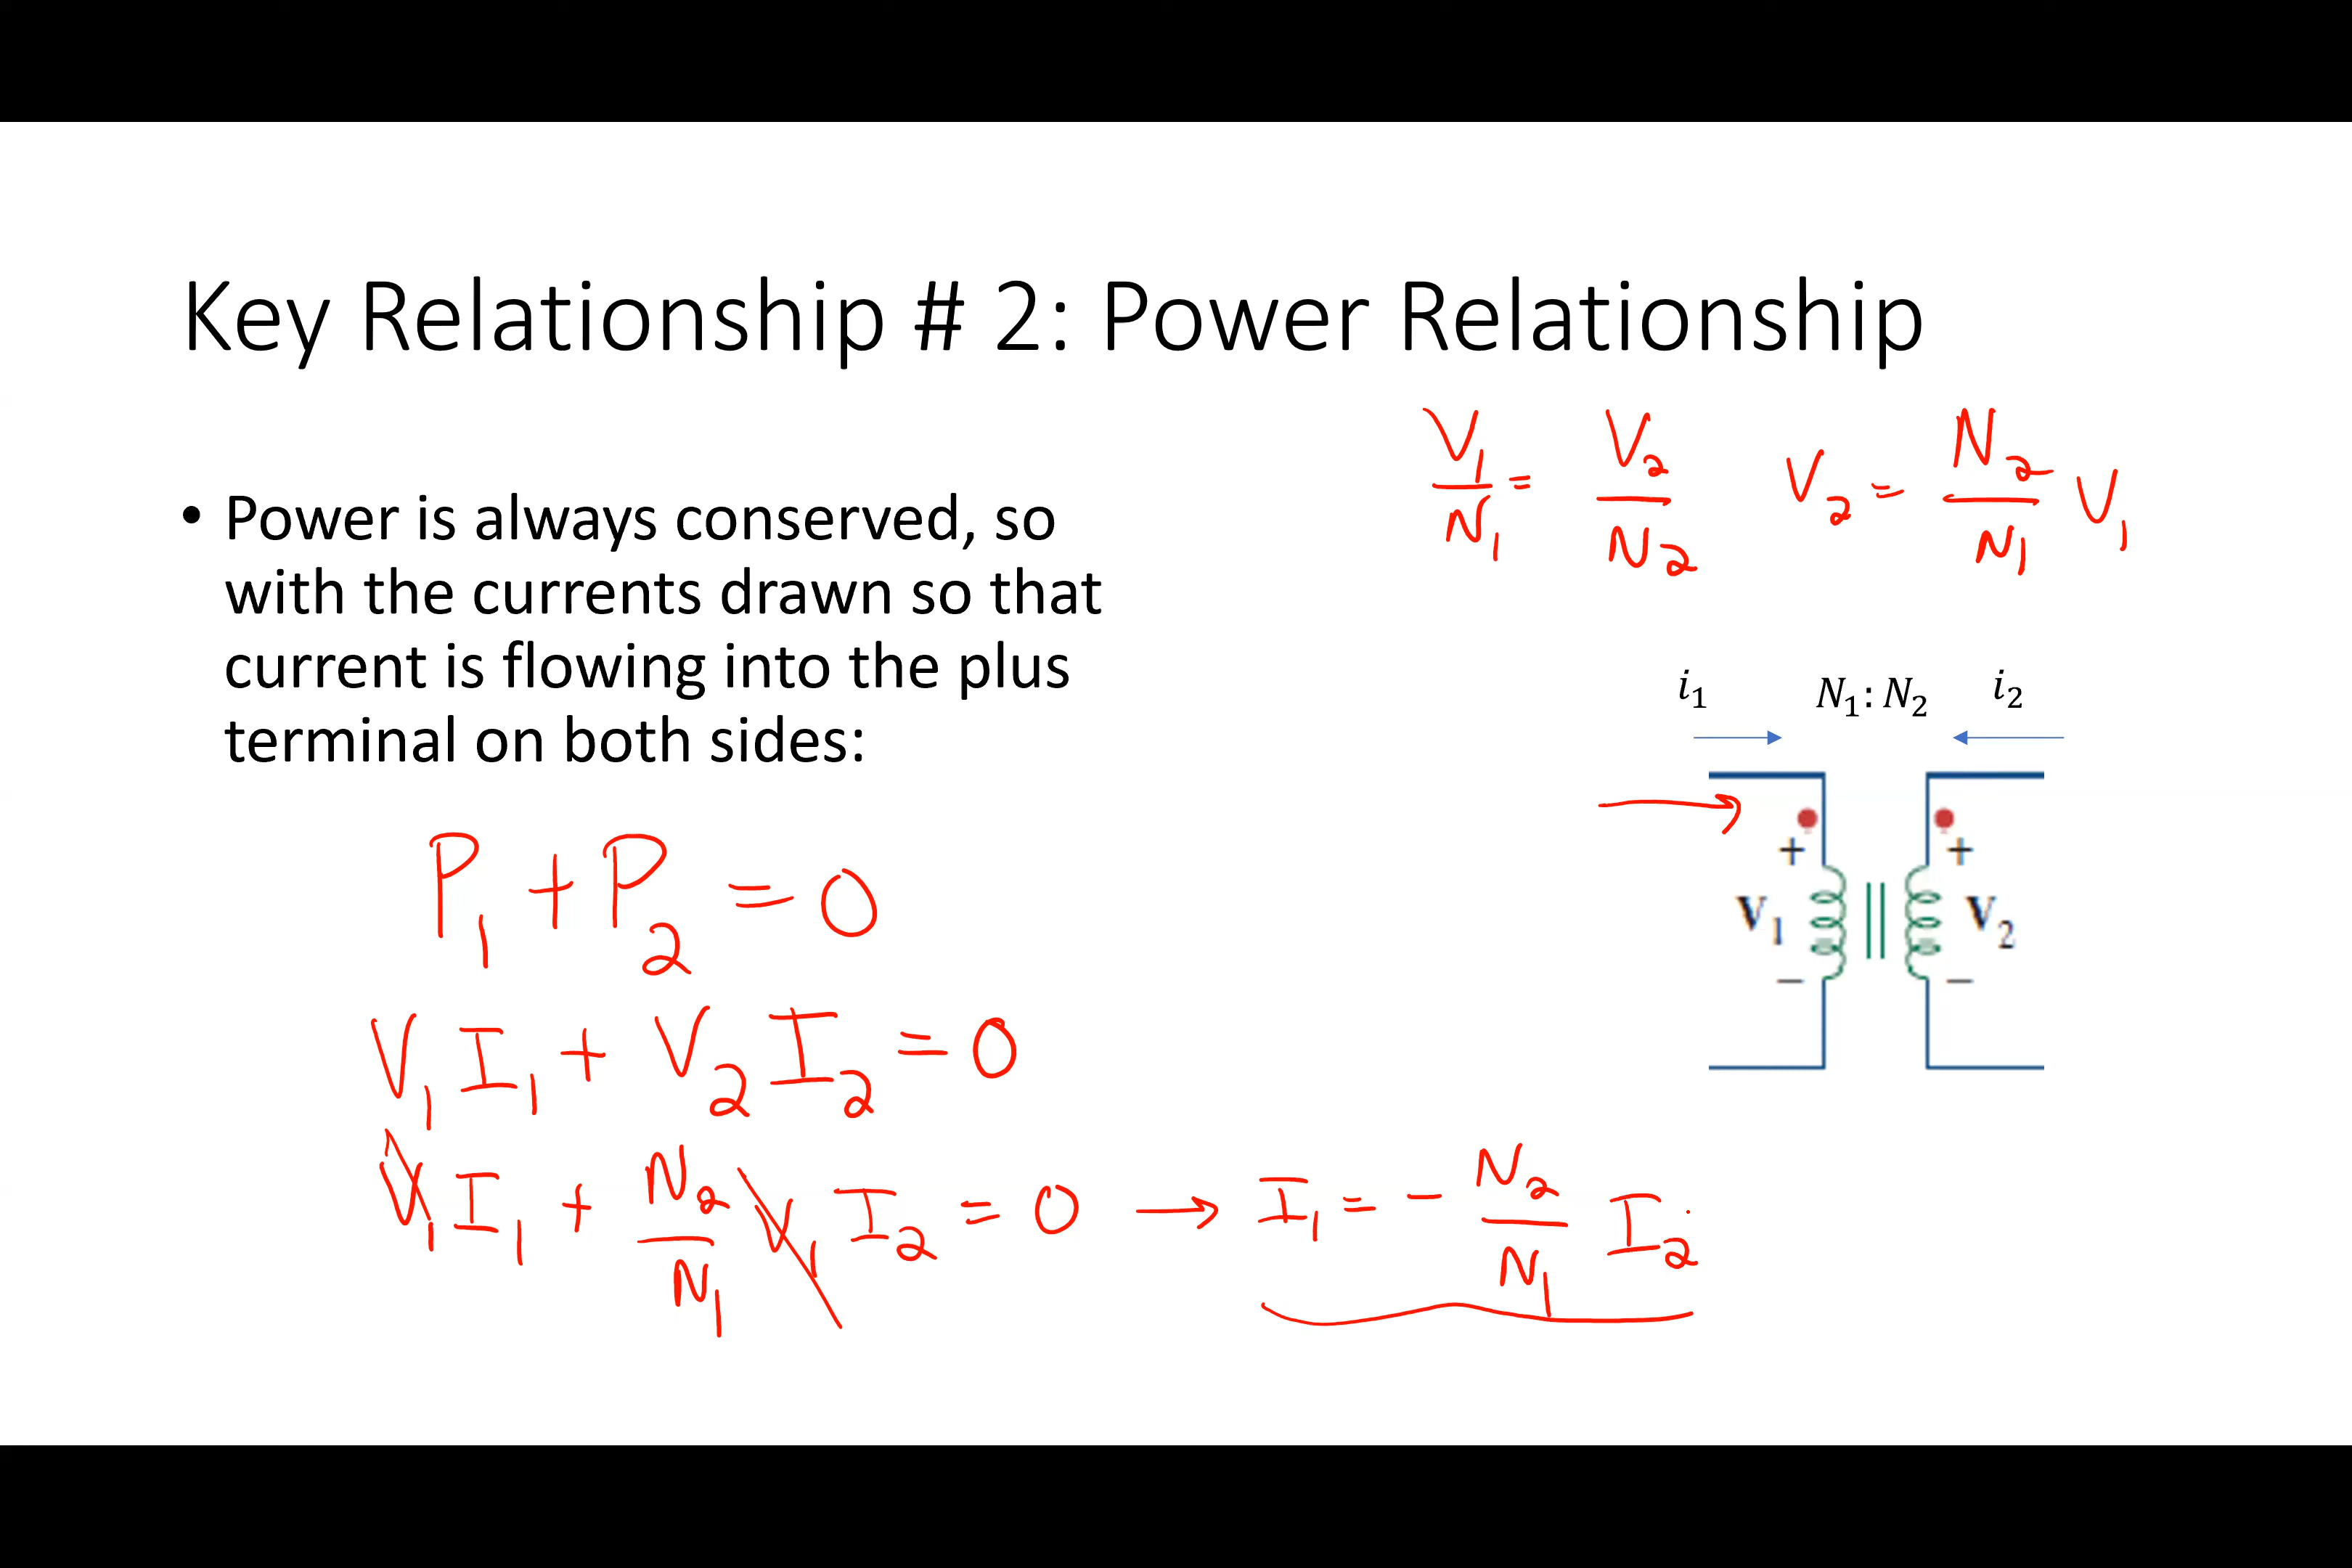 Key Relationship # 2: Power Relationship
V₁/N₁ = V₂/N₂   V₂ = N₂/N₁ V₁
• Power is always conserved, so
with the currents drawn so that
current is flowing into the plus
terminal on both sides:
i₁ N₁: N₂ i₂
+ +
V₁ V₂
− −
P₁ + P₂ = 0
V₁ I₁ + V₂ I₂ = 0
V₁ I₁ + N₂/N₁ V₁ I₂ = 0 → I₁ = - N₂/N₁ I₂